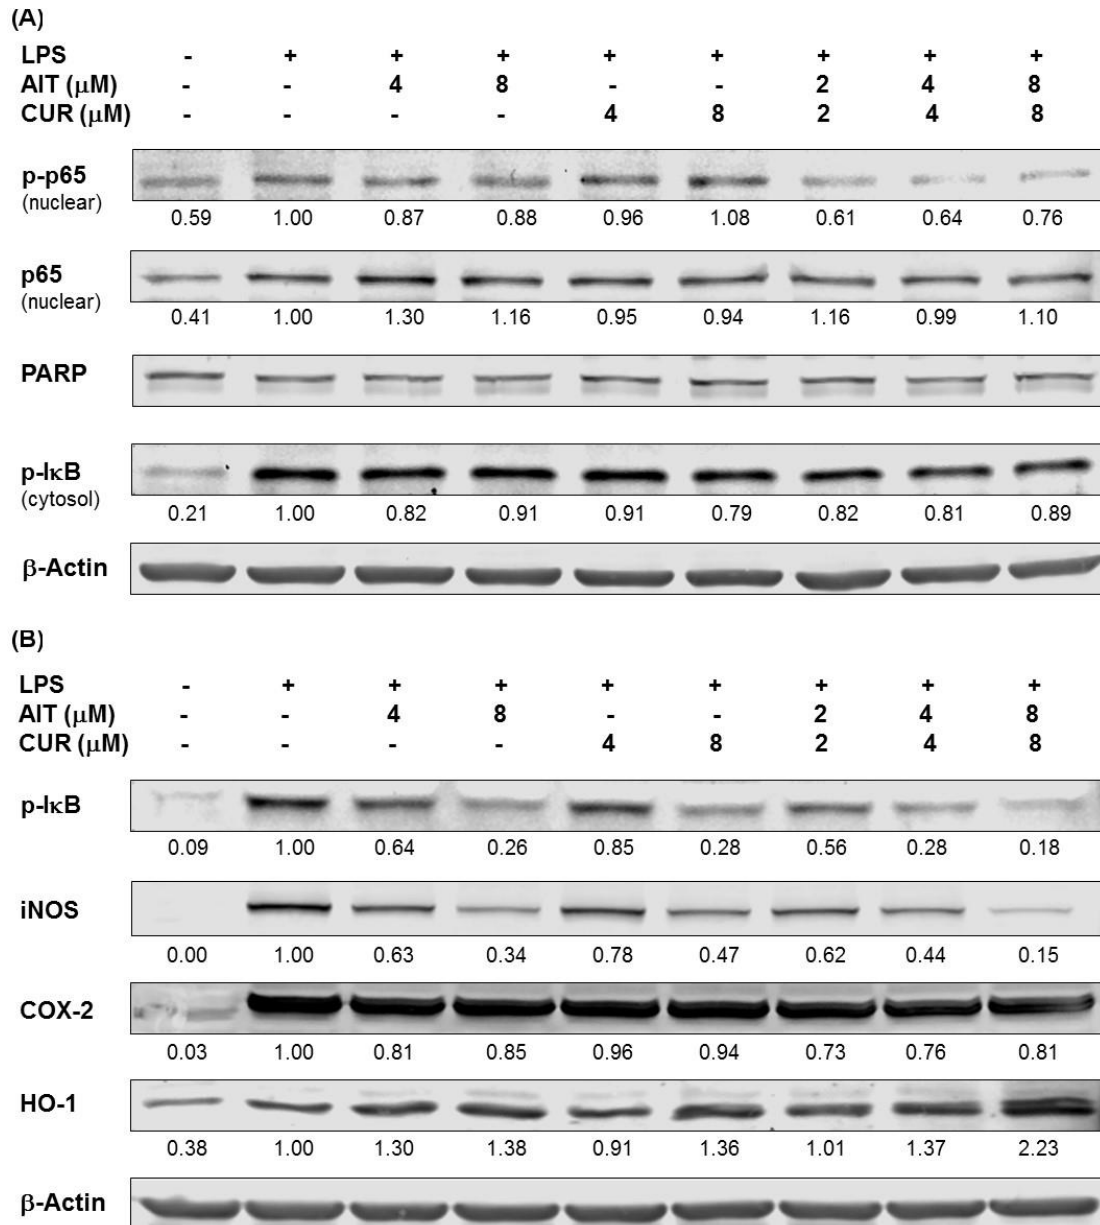 (A)
LPS - + + + + + + + +
AIT (μM) - - 4 8 - - 2 4 8
CUR (μM) - - - - 4 8 2 4 8
p-p65
(nuclear)
0.59 1.00 0.87 0.88 0.96 1.08 0.61 0.64 0.76
p65
(nuclear)
0.41 1.00 1.30 1.16 0.95 0.94 1.16 0.99 1.10
PARP
p-IκB
(cytosol)
0.21 1.00 0.82 0.91 0.91 0.79 0.82 0.81 0.89
β-Actin
(B)
LPS - + + + + + + + +
AIT (μM) - - 4 8 - - 2 4 8
CUR (μM) - - - - 4 8 2 4 8
p-IκB
0.09 1.00 0.64 0.26 0.85 0.28 0.56 0.28 0.18
iNOS
0.00 1.00 0.63 0.34 0.78 0.47 0.62 0.44 0.15
COX-2
0.03 1.00 0.81 0.85 0.96 0.94 0.73 0.76 0.81
HO-1
0.38 1.00 1.30 1.38 0.91 1.36 1.01 1.37 2.23
β-Actin